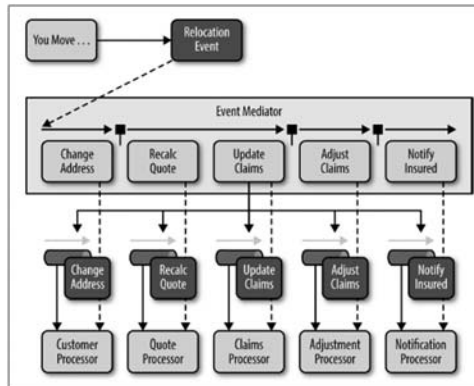 You Move . . .
Relocation
Event
Event Mediator
Change
Address
Recalc
Quote
Update
Claims
Adjust
Claims
Notify
Insured
Change
Address
Recalc
Quote
Update
Claims
Adjust
Claims
Notify
Insured
Customer
Processor
Quote
Processor
Claims
Processor
Adjustment
Processor
Notification
Processor